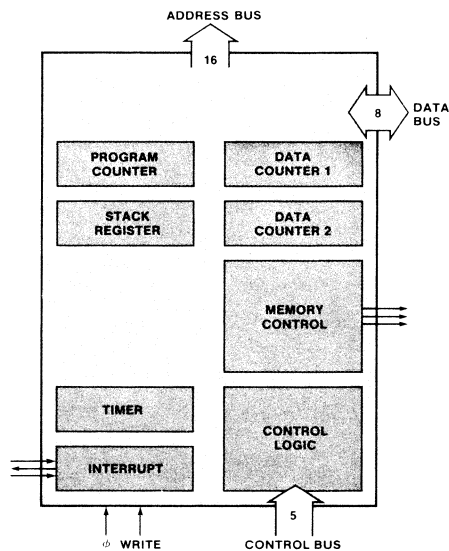 ADDRESS BUS
16
8
DATA
BUS
PROGRAM
COUNTER
DATA
COUNTER 1
STACK
REGISTER
DATA
COUNTER 2
MEMORY
CONTROL
TIMER
CONTROL
LOGIC
INTERRUPT
5
ϕ WRITE
CONTROL BUS